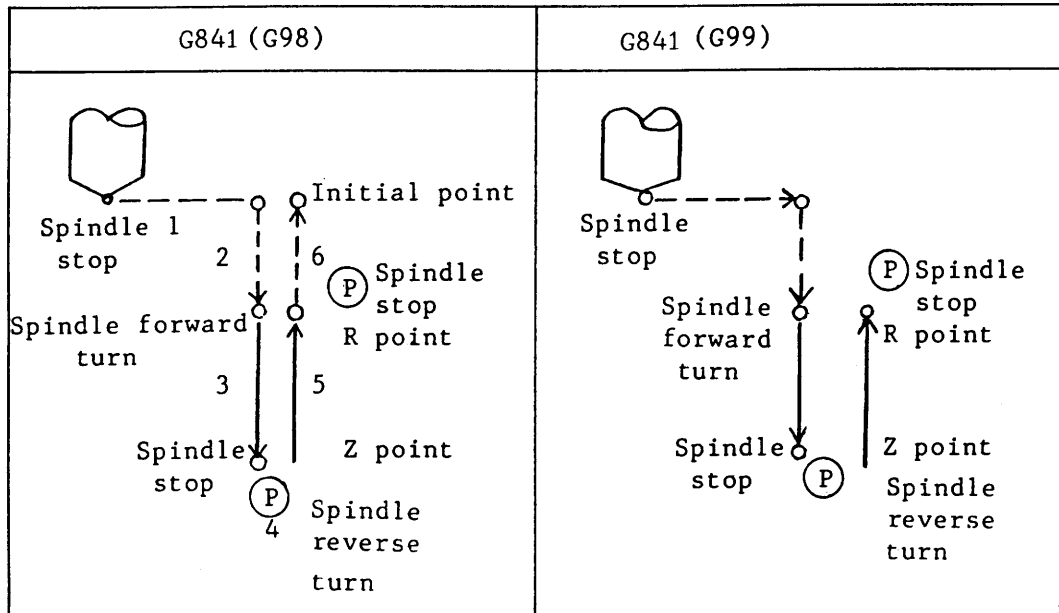 G841 (G98)
G841 (G99)
Initial point
Spindle 1
stop
2
6
P Spindle
stop
Spindle forward
turn
R point
3
5
Spindle
stop
Z point
P
4
Spindle
reverse
turn
Spindle
stop
P Spindle
stop
Spindle
forward
turn
R point
Spindle
stop
P
Z point
Spindle
reverse
turn